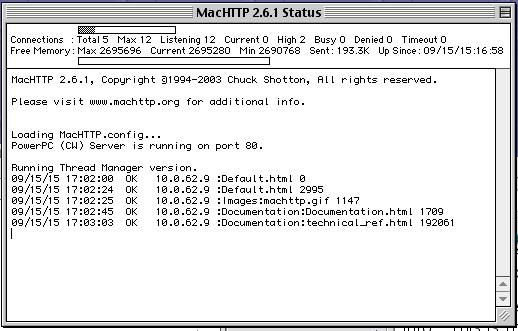 MacHTTP 2.6.1 Status
Connections : Total 5 Max 12 Listening 12 Current 0 High 2 Busy 0 Denied 0 Timeout 0
Free Memory: Max 2695696 Current 2695280 Min 2690768 Sent: 193.3K Up Since: 09/15/15:16:58
MacHTTP 2.6.1, Copyright ©1994-2003 Chuck Shotton, All rights reserved.
Please visit www.machttp.org for additional info.
Loading MacHTTP.config...
PowerPC (CW) Server is running on port 80.
Running Thread Manager version.
09/15/15 17:02:00 OK 10.0.62.9 :Default.html 0
09/15/15 17:02:24 OK 10.0.62.9 :Default.html 2995
09/15/15 17:02:25 OK 10.0.62.9 :Images:machttp.gif 1147
09/15/15 17:02:45 OK 10.0.62.9 :Documentation:Documentation.html 1709
09/15/15 17:03:03 OK 10.0.62.9 :Documentation:technical_ref.html 192061